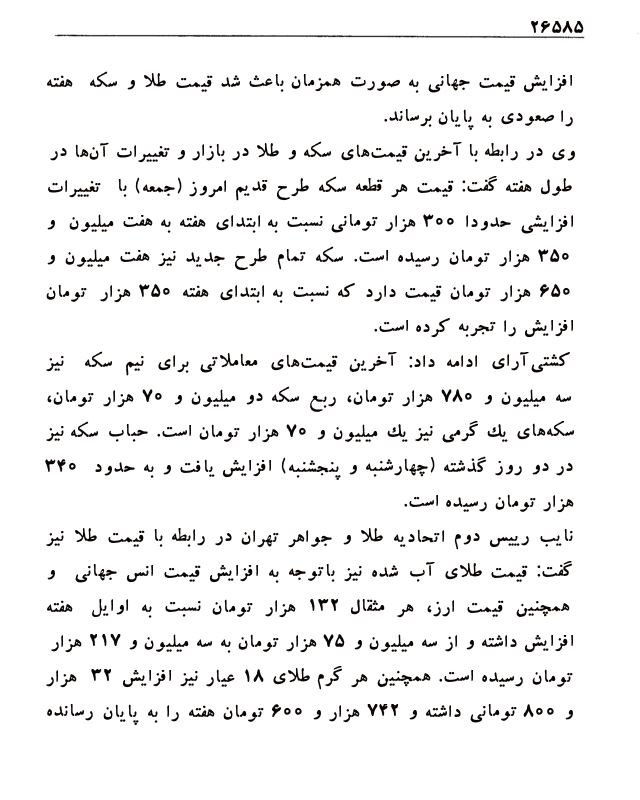 ۲۶۵۸۵
افزایش قیمت جهانی به صورت همزمان باعث شد قیمت طلا و سکه هفته
را صعودی به پایان برساند.
وی در رابطه با آخرین قیمت‌های سکه و طلا در بازار و تغییرات آن‌ها در
طول هفته گفت: قیمت هر قطعه سکه طرح قدیم امروز (جمعه) با تغییرات
افزایشی حدودا ۳۰۰ هزار تومانی نسبت به ابتدای هفته به هفت میلیون و
۳۵۰ هزار تومان رسیده است. سکه تمام طرح جدید نیز هفت میلیون و
۶۵۰ هزار تومان قیمت دارد که نسبت به ابتدای هفته ۳۵۰ هزار تومان
افزایش را تجربه کرده است.
کشتی‌آرای ادامه داد: آخرین قیمت‌های معاملاتی برای نیم سکه نیز
سه میلیون و ۷۸۰ هزار تومان، ربع سکه دو میلیون و ۷۰ هزار تومان،
سکه‌های یك گرمی نیز یك میلیون و ۷۰ هزار تومان است. حباب سکه نیز
در دو روز گذشته (چهارشنبه و پنجشنبه) افزایش یافت و به حدود ۳۴۰
هزار تومان رسیده است.
نایب رییس دوم اتحادیه طلا و جواهر تهران در رابطه با قیمت طلا نیز
گفت: قیمت طلای آب شده نیز باتوجه به افزایش قیمت انس جهانی و
همچنین قیمت ارز، هر مثقال ۱۳۲ هزار تومان نسبت به اوایل هفته
افزایش داشته و از سه میلیون و ۷۵ هزار تومان به سه میلیون و ۲۱۷ هزار
تومان رسیده است. همچنین هر گرم طلای ۱۸ عیار نیز افزایش ۳۲ هزار
و ۸۰۰ تومانی داشته و ۷۴۲ هزار و ۶۰۰ تومان هفته را به پایان رسانده